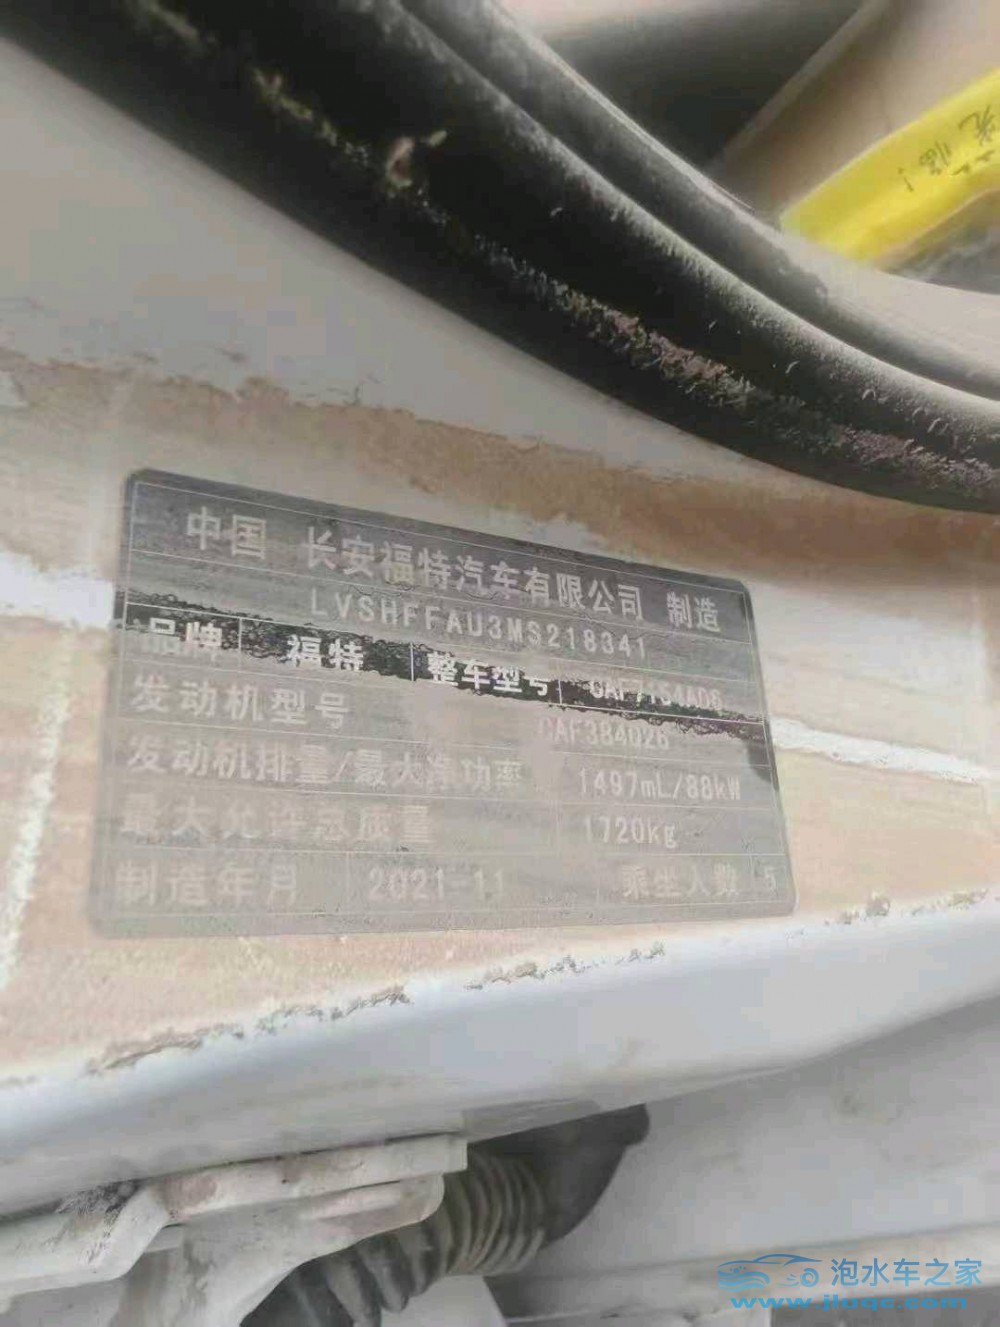 中国 长安福特汽车有限公司 制造
LVSHFFAU3MS218341
品牌 福特 整车型号 CAF7154A06
发动机型号 CAF384Q26
发动机排量/最大净功率 1497mL/88kW
最大允许总质量 1720kg
制造年月 2021-11 乘坐人数 5
泡水车之家
www.jluqc.com